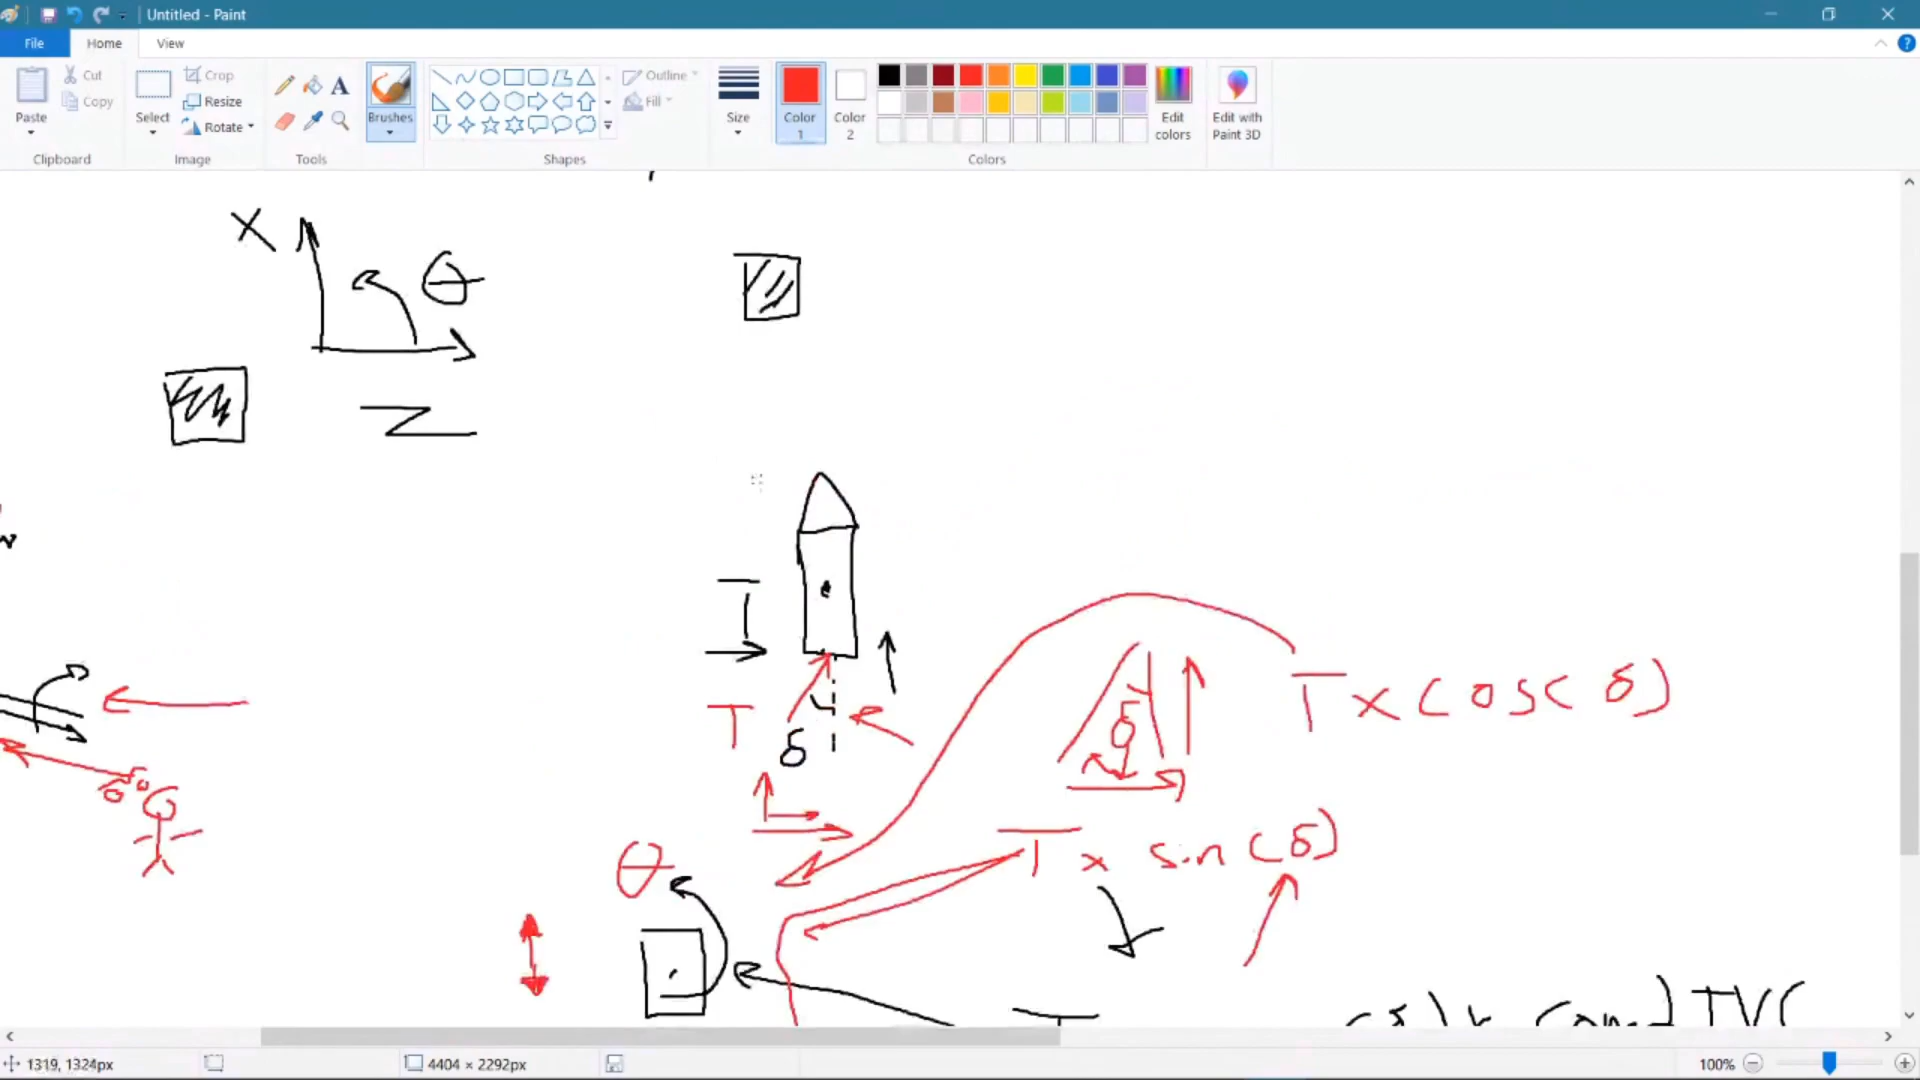 Untitled - Paint
File
Home
View
Paste
Cut
Copy
Clipboard
Select
Crop
Resize
Rotate
Image
Tools
Brushes
Shapes
Outline
Fill
Size
Color 1
Color 2
Edit colors
Colors
Edit with Paint 3D
X
θ
Z
T
T
δ
δ
T x cos(δ)
θ
T x sin(δ)
TVC
1319, 1324px
4404 × 2292px
100%